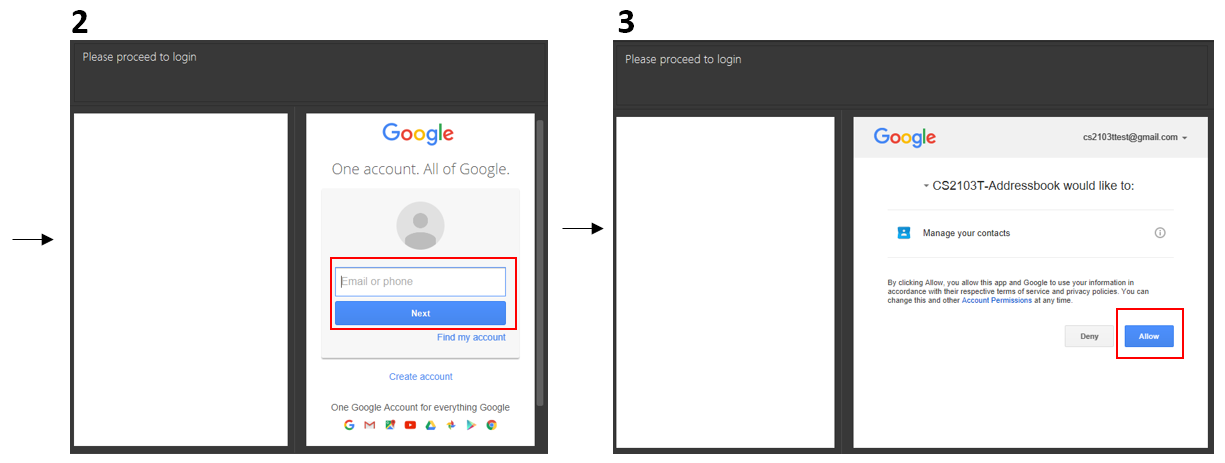 2
Please proceed to login
Google
One account. All of Google.
Email or phone
Next
Find my account
Create account
One Google Account for everything Google
3
Please proceed to login
Google
cs2103ttest@gmail.com
CS2103T-Addressbook would like to:
Manage your contacts
By clicking Allow, you allow this app and Google to use your information in
accordance with their respective terms of service and privacy policies. You can
change this and other Account Permissions at any time.
Deny
Allow